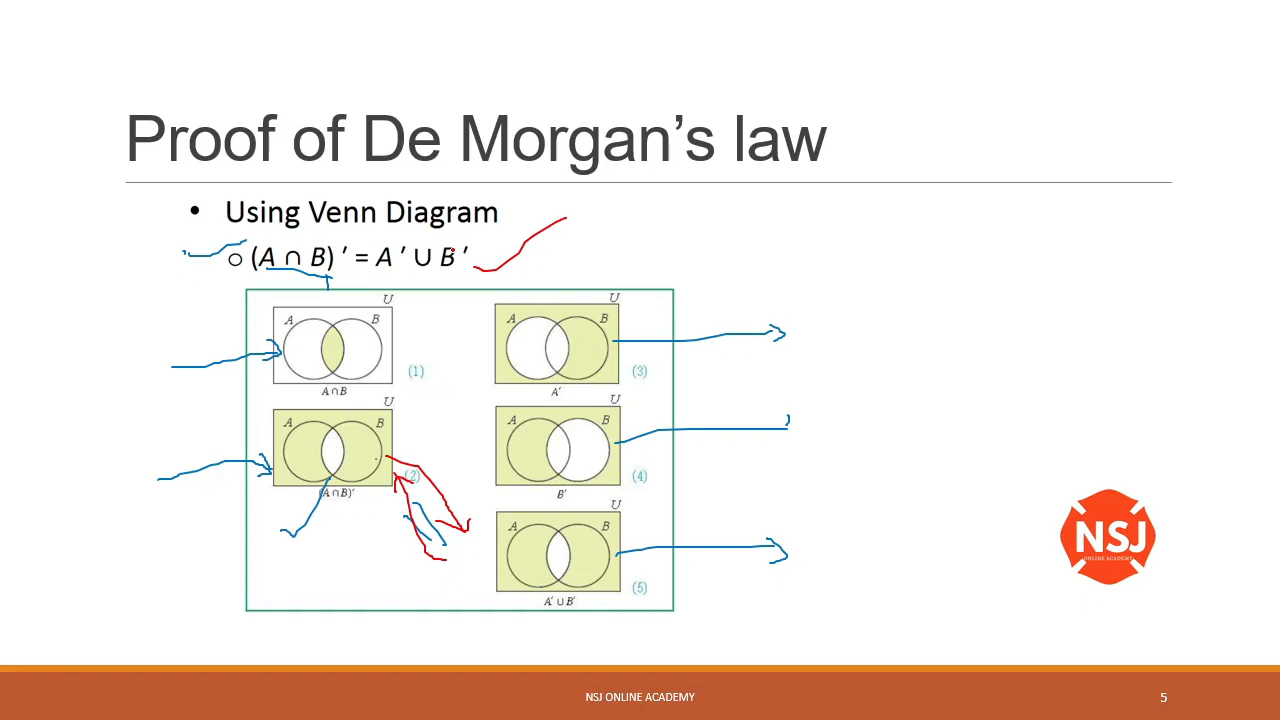 Proof of De Morgan's law
• Using Venn Diagram
o (A ∩ B) ′ = A ′ ∪ B ′
U
A B
(1)
A∩B
U
A B
(2)
(A∩B)′
U
A B
(3)
A′
U
A B
(4)
B′
U
A B
(5)
A′ ∪ B′
NSJ
ONLINE ACADEMY
NSJ ONLINE ACADEMY
5